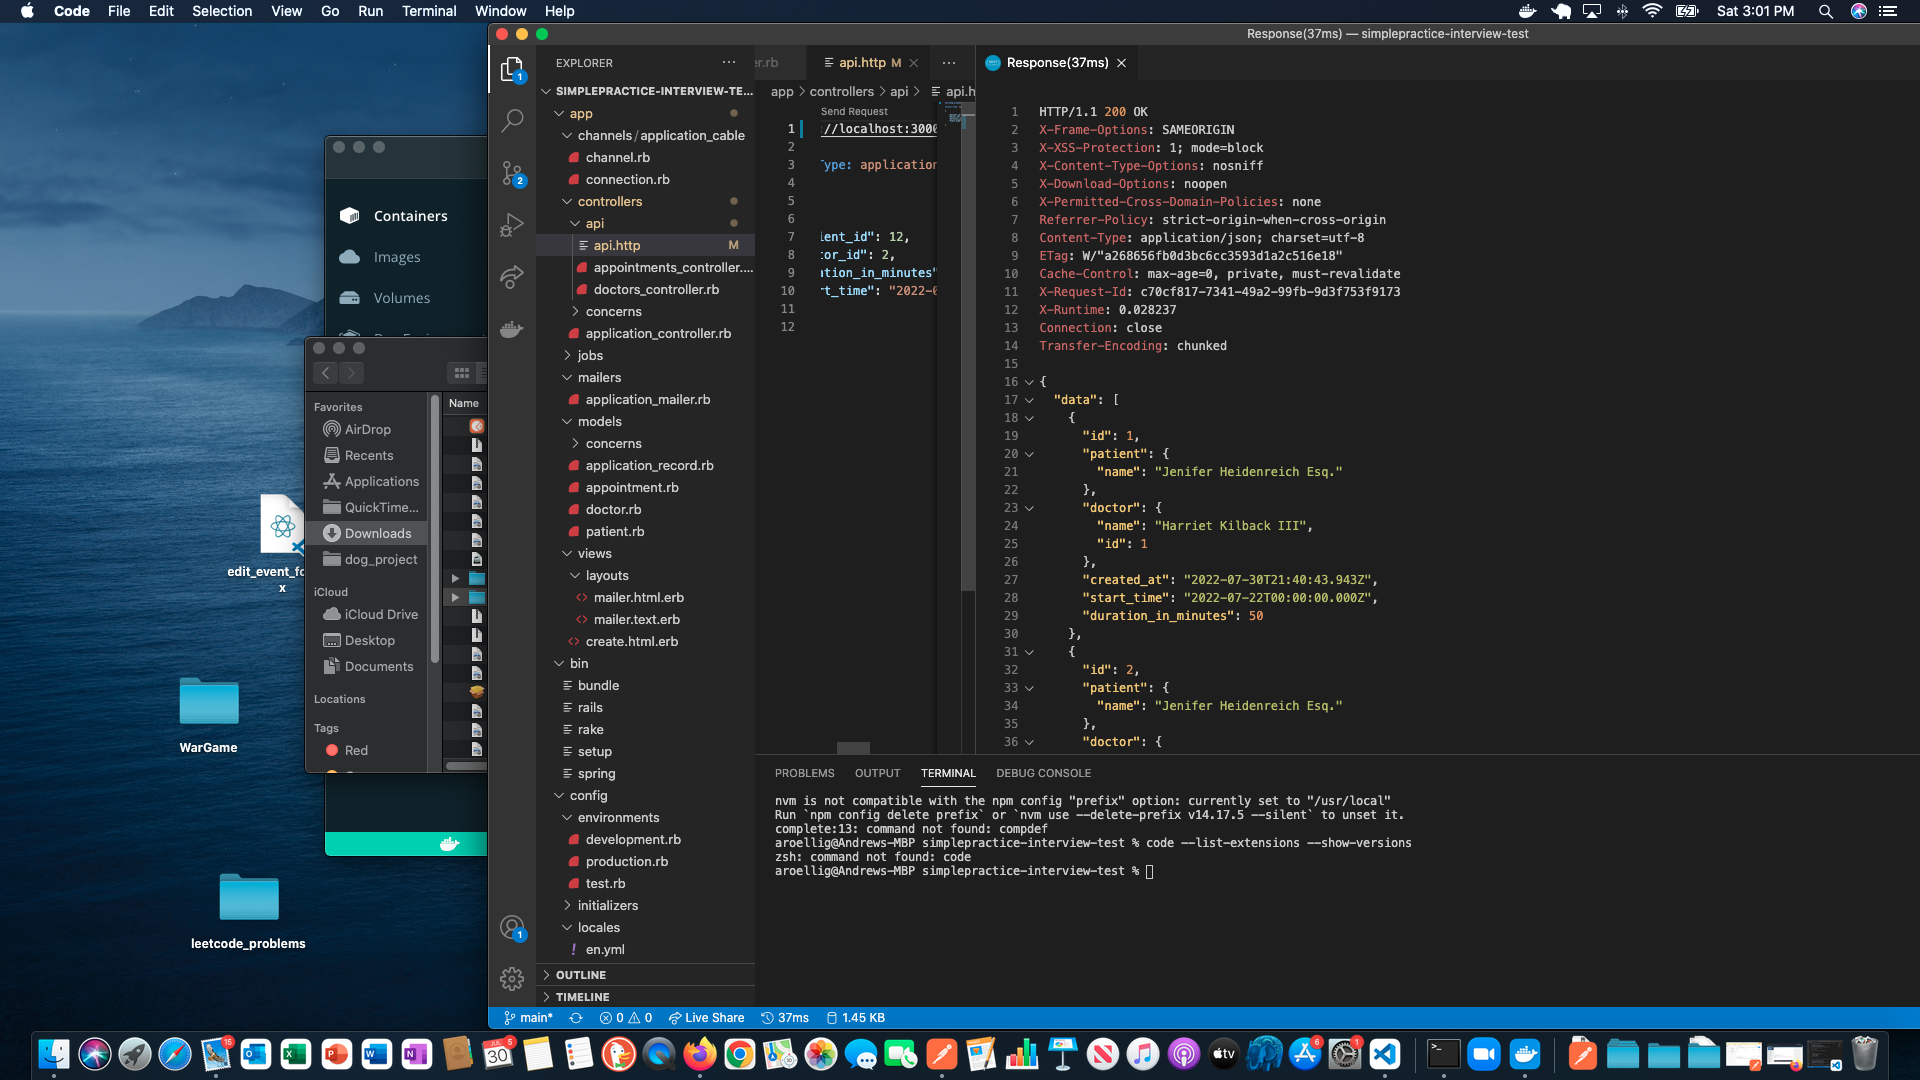 Code File Edit Selection View Go Run Terminal Window Help
Sat 3:01 PM
Response(37ms) — simplepractice-interview-test
Containers
Images
Volumes
Favorites
AirDrop
Recents
Applications
QuickTime...
Downloads
dog_project
iCloud
iCloud Drive
Desktop
Documents
Locations
Tags
Red
Name
edit_event_fo
x
WarGame
leetcode_problems
1
2
1
EXPLORER ...
SIMPLEPRACTICE-INTERVIEW-TE...
app
channels/application_cable
channel.rb
connection.rb
controllers
api
api.http M
appointments_controller....
doctors_controller.rb
concerns
application_controller.rb
jobs
mailers
application_mailer.rb
models
concerns
application_record.rb
appointment.rb
doctor.rb
patient.rb
views
layouts
mailer.html.erb
mailer.text.erb
create.html.erb
bin
bundle
rails
rake
setup
spring
config
environments
development.rb
production.rb
test.rb
initializers
locales
! en.yml
OUTLINE
TIMELINE
er.rb api.http M ...
app > controllers > api > api.h
Send Request
1 ://localhost:3000
2
3 Type: application
4
5
6
7 ient_id": 12,
8 tor_id": 2,
9 ation_in_minutes"
10 rt_time": "2022-0
11
12
Response(37ms)
1 HTTP/1.1 200 OK
2 X-Frame-Options: SAMEORIGIN
3 X-XSS-Protection: 1; mode=block
4 X-Content-Type-Options: nosniff
5 X-Download-Options: noopen
6 X-Permitted-Cross-Domain-Policies: none
7 Referrer-Policy: strict-origin-when-cross-origin
8 Content-Type: application/json; charset=utf-8
9 ETag: W/"a268656fb0d3bc6cc3593d1a2c516e18"
10 Cache-Control: max-age=0, private, must-revalidate
11 X-Request-Id: c70cf817-7341-49a2-99fb-9d3f753f9173
12 X-Runtime: 0.028237
13 Connection: close
14 Transfer-Encoding: chunked
15
16 {
17 "data": [
18 {
19 "id": 1,
20 "patient": {
21 "name": "Jenifer Heidenreich Esq."
22 },
23 "doctor": {
24 "name": "Harriet Kilback III",
25 "id": 1
26 },
27 "created_at": "2022-07-30T21:40:43.943Z",
28 "start_time": "2022-07-22T00:00:00.000Z",
29 "duration_in_minutes": 50
30 },
31 {
32 "id": 2,
33 "patient": {
34 "name": "Jenifer Heidenreich Esq."
35 },
36 "doctor": {
PROBLEMS OUTPUT TERMINAL DEBUG CONSOLE
nvm is not compatible with the npm config "prefix" option: currently set to "/usr/local"
Run `npm config delete prefix` or `nvm use --delete-prefix v14.17.5 --silent` to unset it.
complete:13: command not found: compdef
aroellig@Andrews-MBP simplepractice-interview-test % code --list-extensions --show-versions
zsh: command not found: code
aroellig@Andrews-MBP simplepractice-interview-test %
main* 0 0 Live Share 37ms 1.45 KB
15
JUL
30
5
tv
6
1